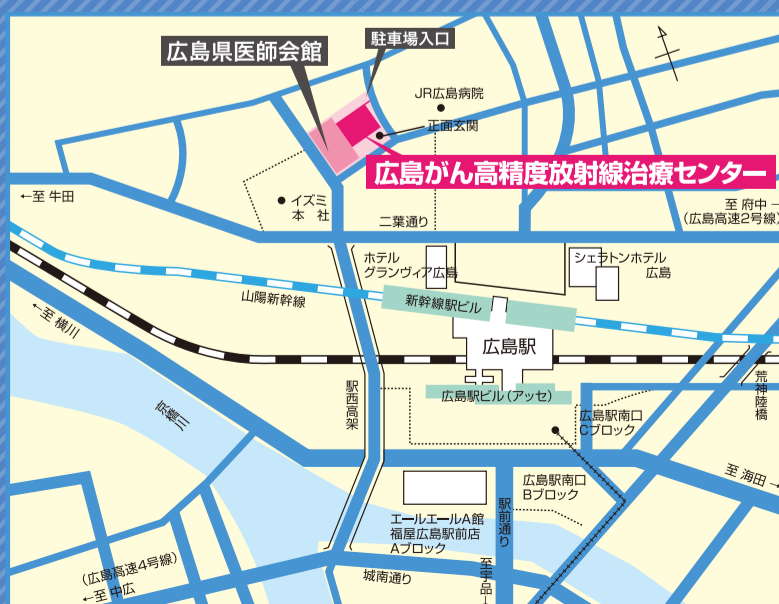 駐車場入口
広島県医師会館
JR広島病院
正面玄関
広島がん高精度放射線治療センター
←至 牛田
イズミ
本 社
二葉通り
至 府中→
(広島高速2号線)
ホテル
グランヴィア広島
シェラトンホテル
広島
山陽新幹線
新幹線駅ビル
←至 横川
広島駅
駅西高架
広島駅ビル(アッセ)
荒神陸橋
京橋川
広島駅南口
Cブロック
至 海田→
広島駅南口
Bブロック
駅前通り
エールエールA館
福屋広島駅前店
Aブロック
(広島高速4号線)
←至 中広
城南通り
至宇品→